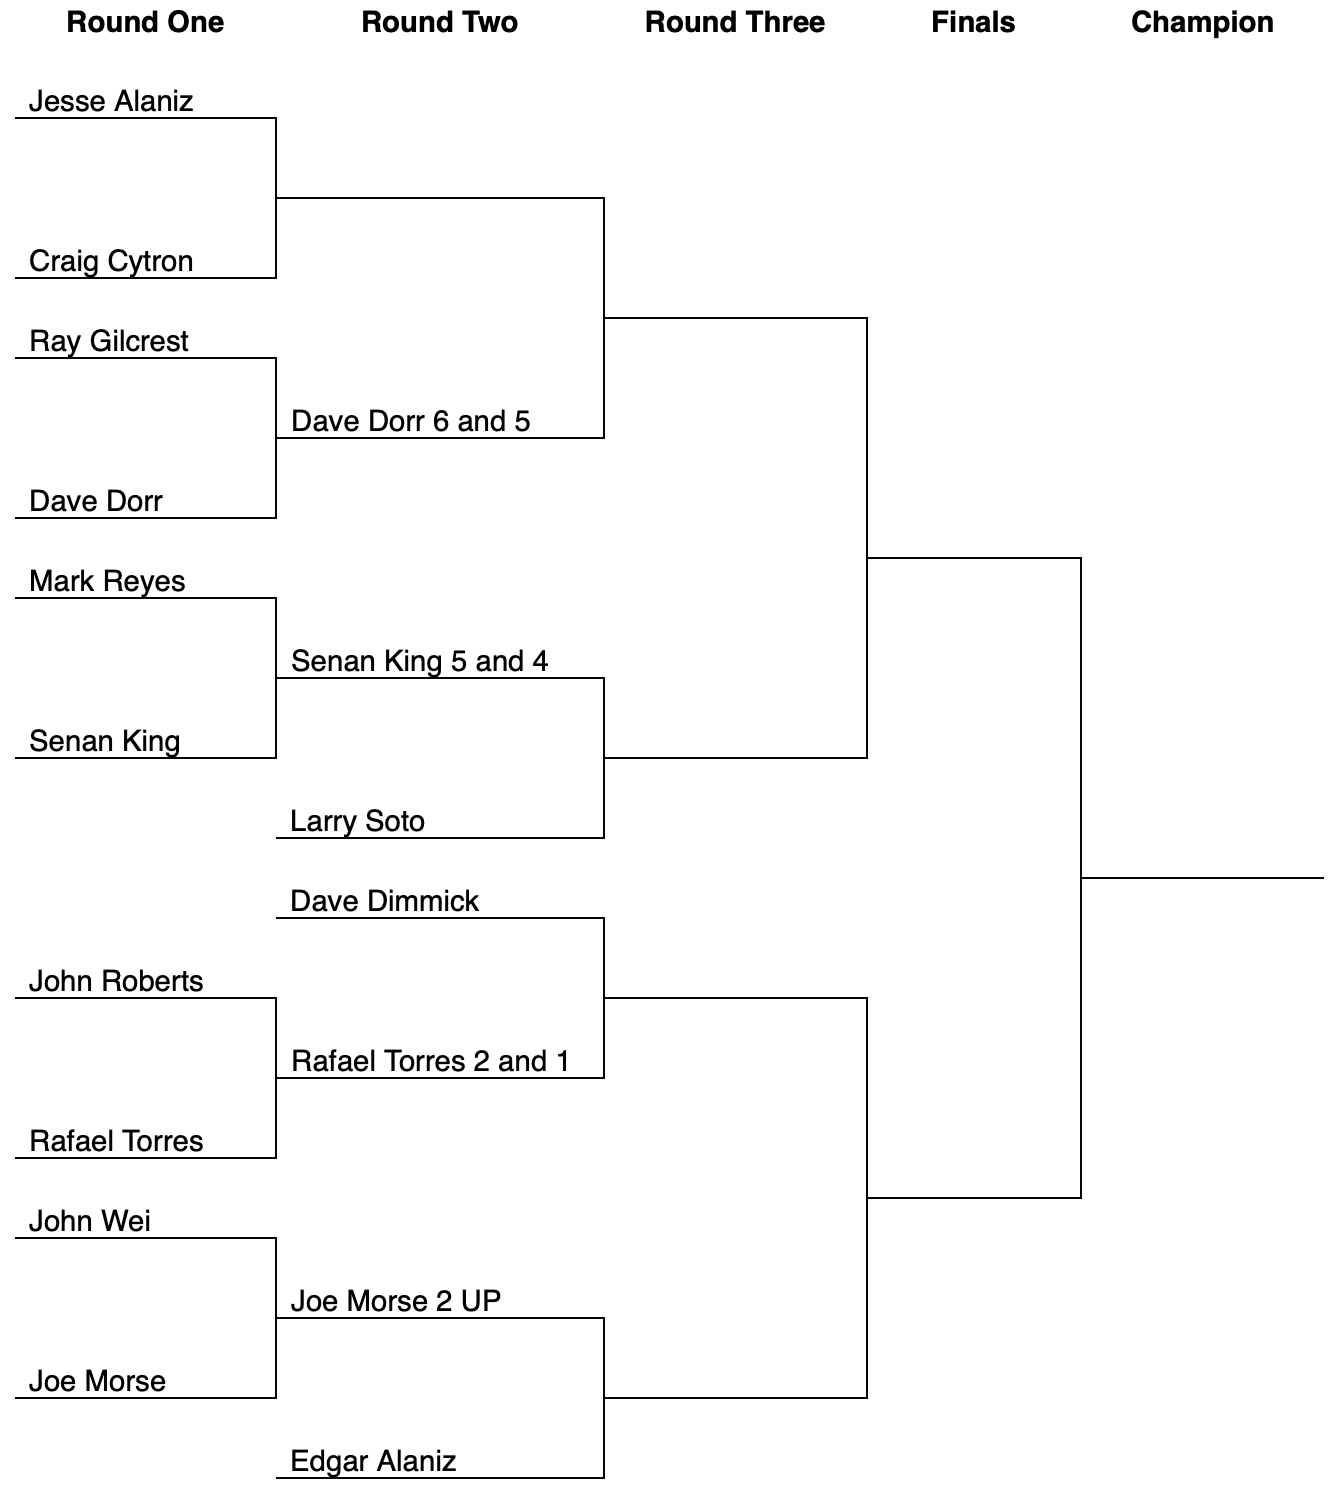 Round One Round Two Round Three Finals Champion
Jesse Alaniz
Craig Cytron
Ray Gilcrest
Dave Dorr 6 and 5
Dave Dorr
Mark Reyes
Senan King 5 and 4
Senan King
Larry Soto
Dave Dimmick
John Roberts
Rafael Torres 2 and 1
Rafael Torres
John Wei
Joe Morse 2 UP
Joe Morse
Edgar Alaniz